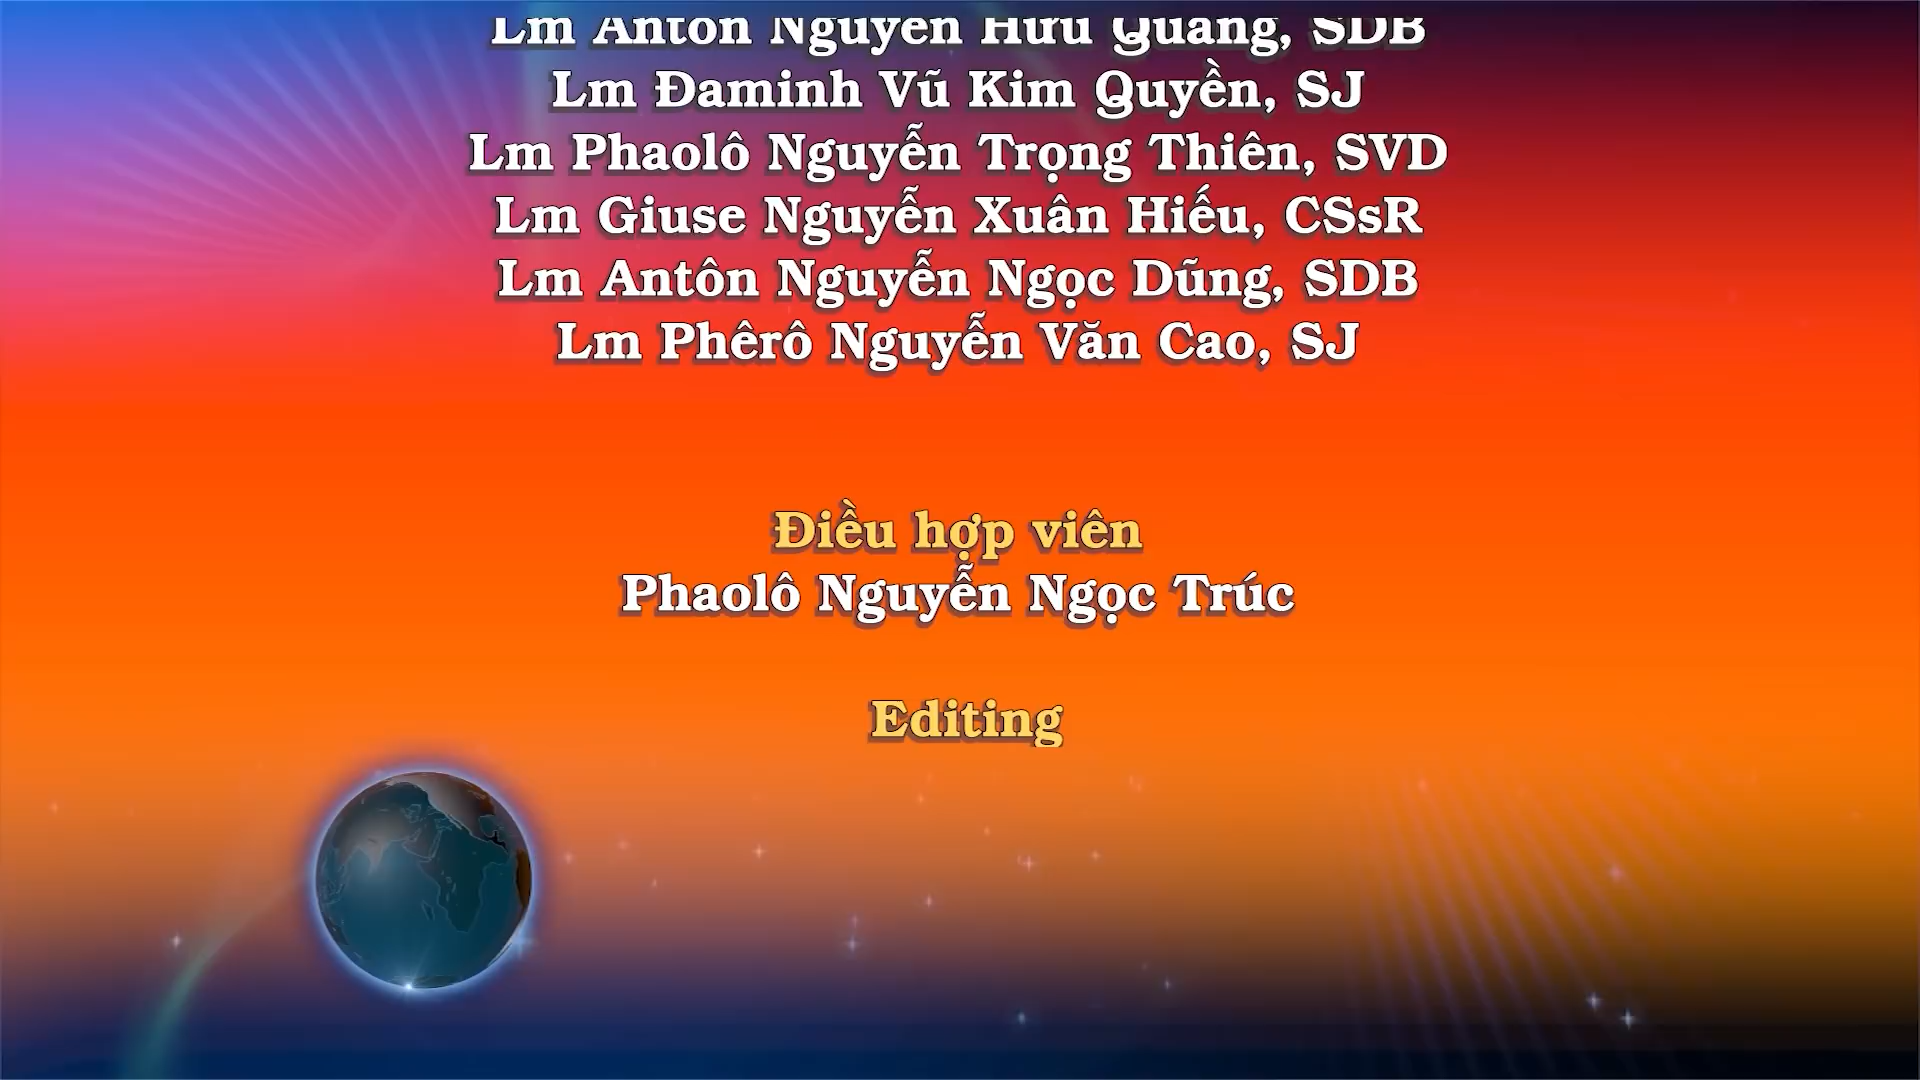 Lm Antôn Nguyễn Hữu Quảng, SDB
Lm Đaminh Vũ Kim Quyền, SJ
Lm Phaolô Nguyễn Trọng Thiên, SVD
Lm Giuse Nguyễn Xuân Hiếu, CSsR
Lm Antôn Nguyễn Ngọc Dũng, SDB
Lm Phêrô Nguyễn Văn Cao, SJ
Điều hợp viên
Phaolô Nguyễn Ngọc Trúc
Editing